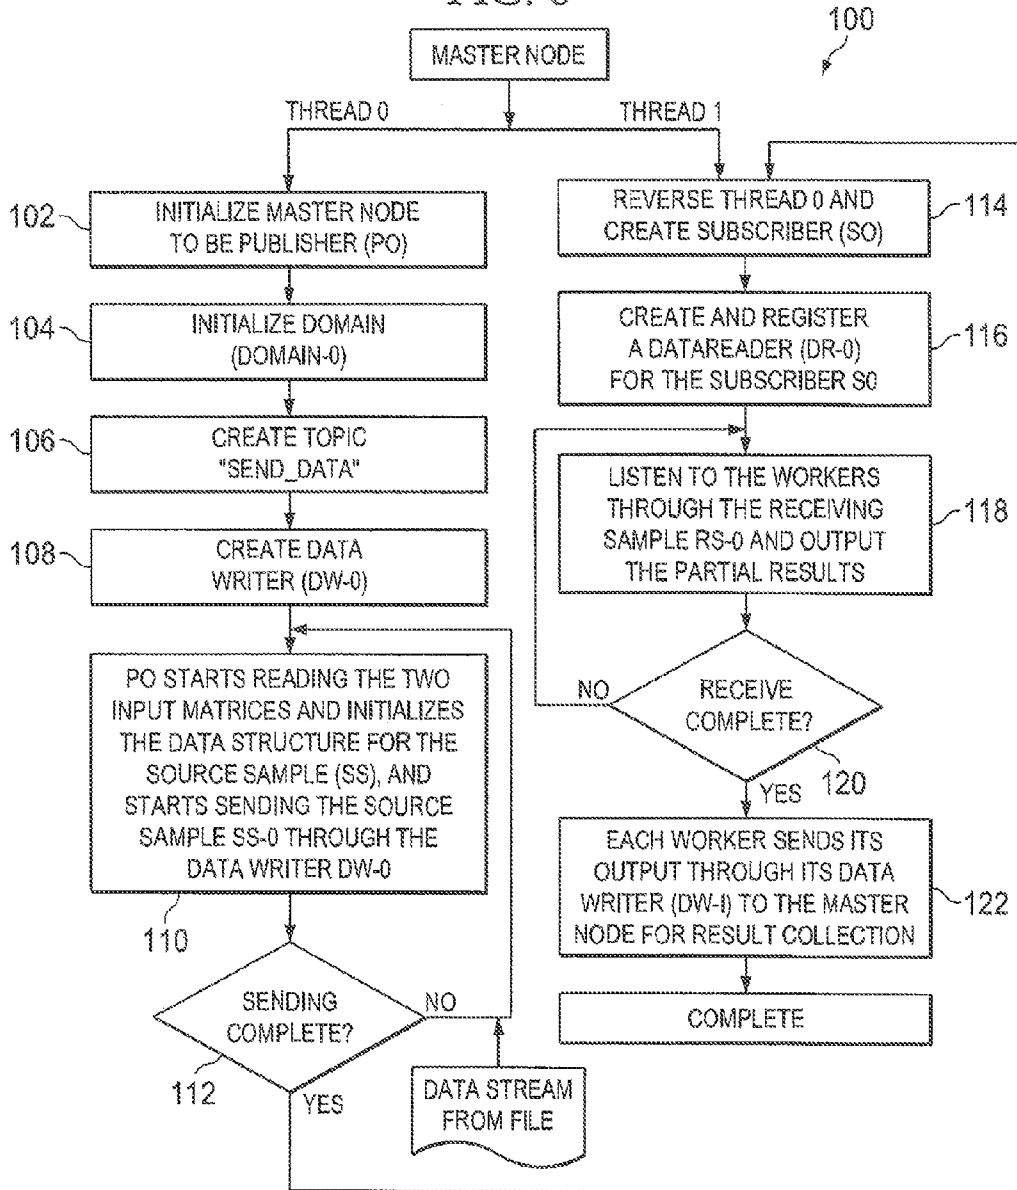 100
MASTER NODE
THREAD 0
THREAD 1
102
INITIALIZE MASTER NODE
TO BE PUBLISHER (PO)
104
INITIALIZE DOMAIN
(DOMAIN-0)
106
CREATE TOPIC
"SEND_DATA"
108
CREATE DATA
WRITER (DW-0)
PO STARTS READING THE TWO
INPUT MATRICES AND INITIALIZES
THE DATA STRUCTURE FOR THE
SOURCE SAMPLE (SS), AND
STARTS SENDING THE SOURCE
SAMPLE SS-0 THROUGH THE
DATA WRITER DW-0
110
SENDING
COMPLETE?
NO
112
YES
DATA STREAM
FROM FILE
REVERSE THREAD 0 AND
CREATE SUBSCRIBER (SO)
114
CREATE AND REGISTER
A DATAREADER (DR-0)
FOR THE SUBSCRIBER S0
116
LISTEN TO THE WORKERS
THROUGH THE RECEIVING
SAMPLE RS-0 AND OUTPUT
THE PARTIAL RESULTS
118
NO
RECEIVE
COMPLETE?
120
YES
EACH WORKER SENDS ITS
OUTPUT THROUGH ITS DATA
WRITER (DW-I) TO THE MASTER
NODE FOR RESULT COLLECTION
122
COMPLETE